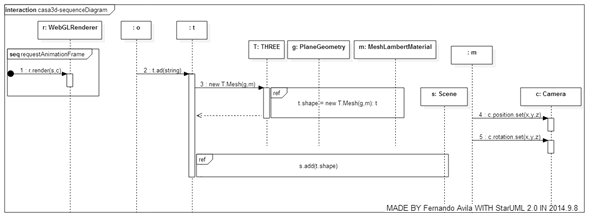 interaction casa3d-sequenceDiagram
r: WebGLRenderer
: o
: t
T: THREE
g: PlaneGeometry
m: MeshLambertMaterial
: m
s: Scene
c: Camera
seq requestAnimationFrame
1 : r.render(s,c)
2 : t.ad(string)
3 : new T.Mesh(g,m)
ref
t.shape = new T.Mesh(g,m): t
4 : c.position.set(x,y,z)
5 : c.rotation.set(x,y,z)
ref
s.add(t.shape)
MADE BY Fernando Avila WITH StarUML 2.0 IN 2014.9.8